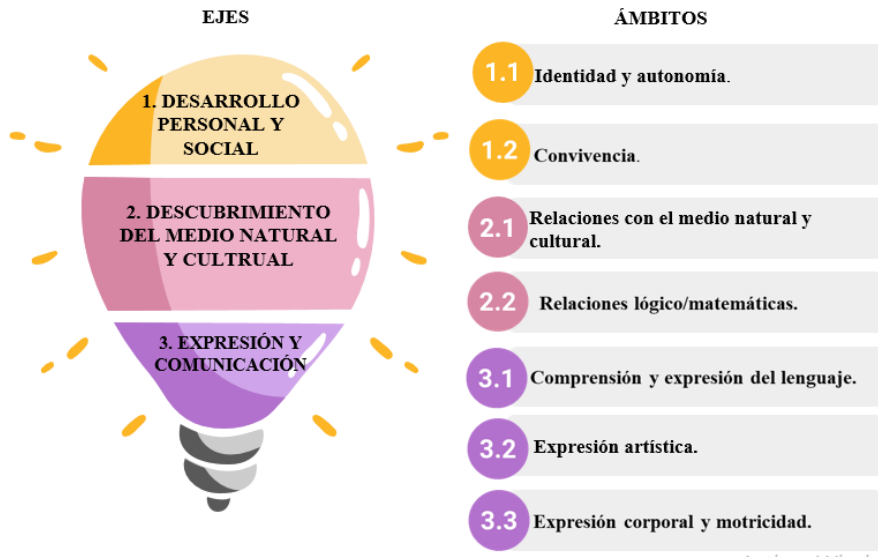 EJES
1. DESARROLLO
PERSONAL Y
SOCIAL
2. DESCUBRIMIENTO
DEL MEDIO NATURAL
Y CULTRUAL
3. EXPRESIÓN Y
COMUNICACIÓN
ÁMBITOS
1.1 Identidad y autonomía.
1.2 Convivencia.
2.1 Relaciones con el medio natural y
cultural.
2.2 Relaciones lógico/matemáticas.
3.1 Comprensión y expresión del lenguaje.
3.2 Expresión artística.
3.3 Expresión corporal y motricidad.